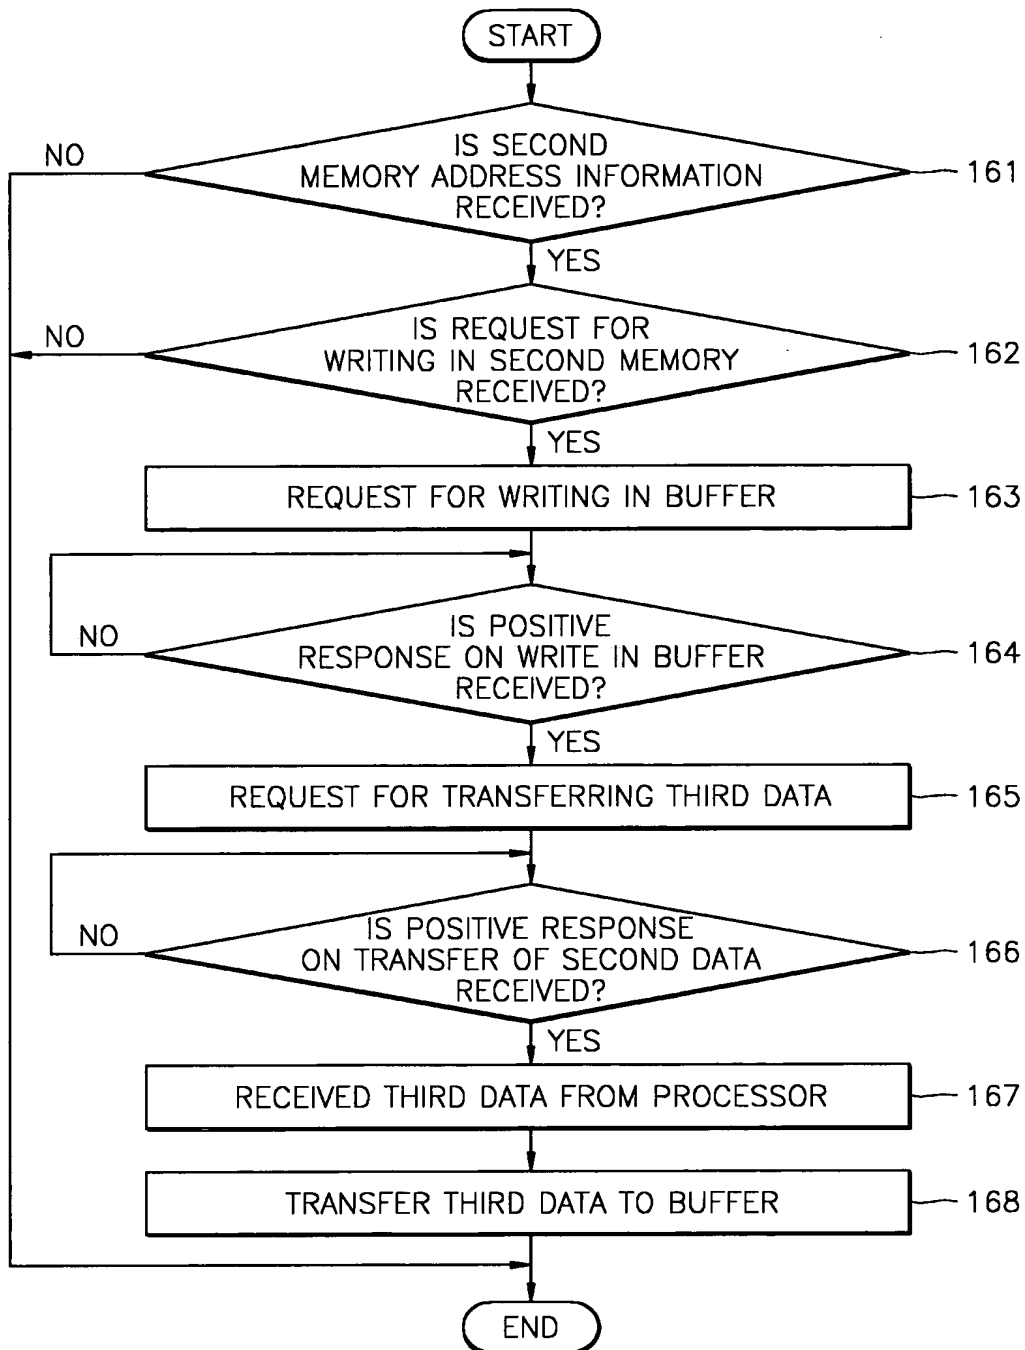 START
IS SECOND
MEMORY ADDRESS INFORMATION
RECEIVED?
NO
161
YES
IS REQUEST FOR
WRITING IN SECOND MEMORY
RECEIVED?
NO
162
YES
REQUEST FOR WRITING IN BUFFER
163
IS POSITIVE
RESPONSE ON WRITE IN BUFFER
RECEIVED?
NO
164
YES
REQUEST FOR TRANSFERRING THIRD DATA
165
IS POSITIVE RESPONSE
ON TRANSFER OF SECOND DATA
RECEIVED?
NO
166
YES
RECEIVED THIRD DATA FROM PROCESSOR
167
TRANSFER THIRD DATA TO BUFFER
168
END